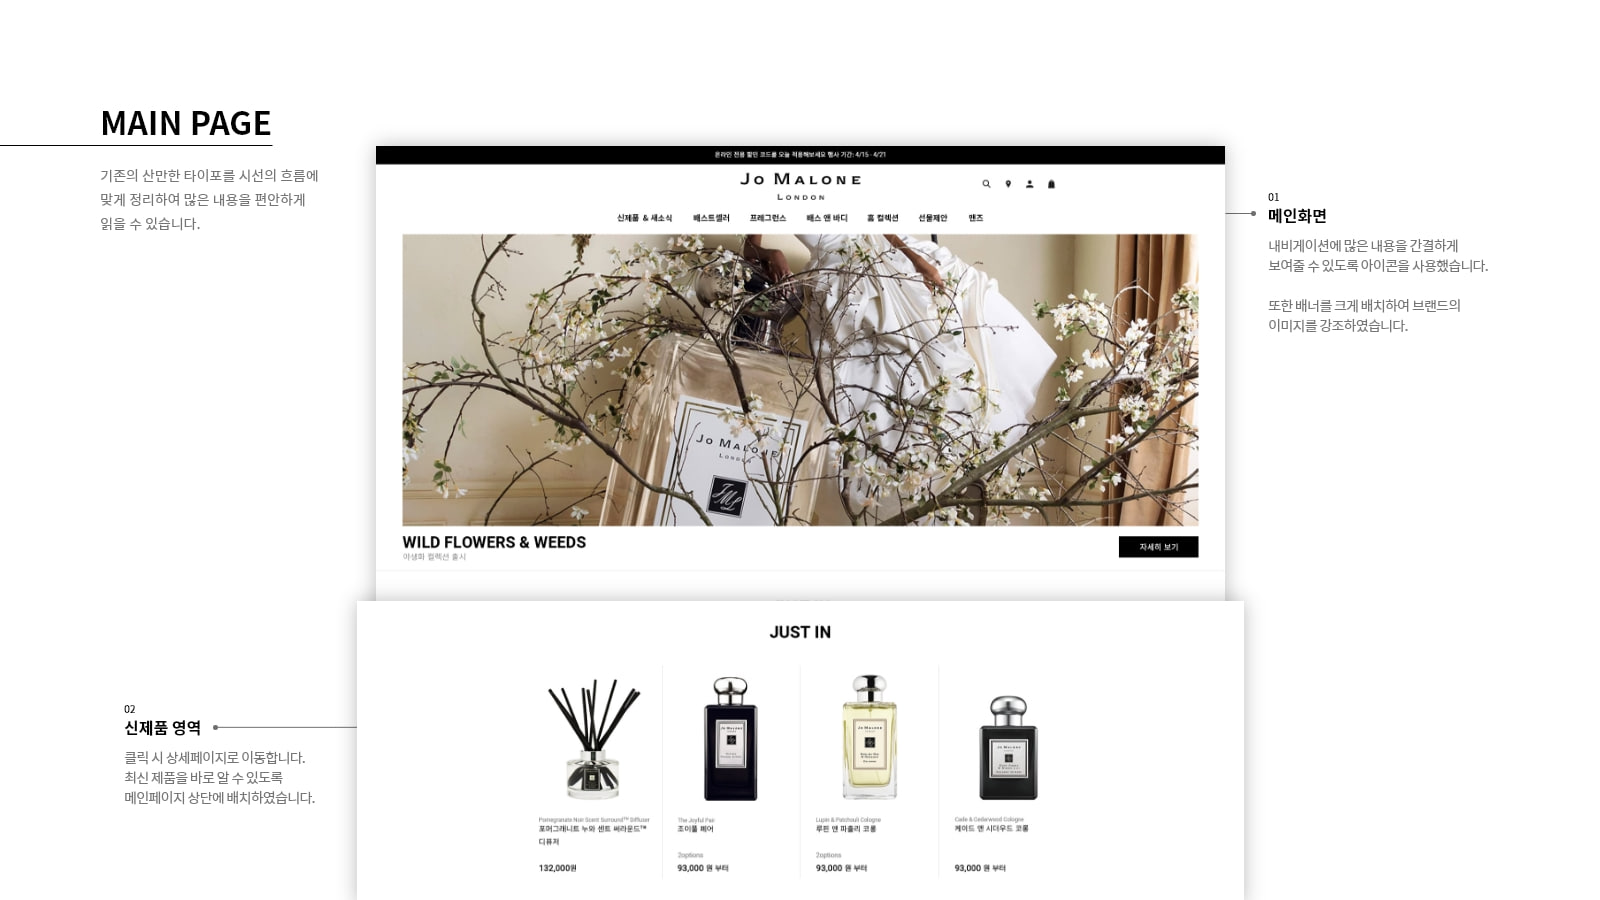 MAIN PAGE
기존의 산만한 타이포를 시선의 흐름에
맞게 정리하여 많은 내용을 편안하게
읽을 수 있습니다.
온라인 전용 할인 코드를 오늘 적용해보세요 행사 기간: 4/15 - 4/21
JO MALONE
LONDON
신제품 & 새소식 배스트셀러 프레그런스 배스 앤 바디 홈 컬렉션 선물제안 맨즈
JO MALONE
LONDON
JML
WILD FLOWERS & WEEDS
야생화 컬렉션 출시
자세히 보기
01
메인화면
내비게이션에 많은 내용을 간결하게
보여줄 수 있도록 아이콘을 사용했습니다.
또한 배너를 크게 배치하여 브랜드의
이미지를 강조하였습니다.
JUST IN
02
신제품 영역
클릭 시 상세페이지로 이동합니다.
최신 제품을 바로 알 수 있도록
메인페이지 상단에 배치하였습니다.
JO MALONE
JO MALONE
Pomegranate Noir Scent Surround™ Diffuser
포머그래니트 누와 센트 써라운드™
디퓨저
132,000원
The Joyful Pair
조이풀 페어
2options
93,000 원 부터
Lupin & Patchouli Cologne
루핀 앤 파츌리 코롱
2options
93,000 원 부터
Cade & Cedarwood Cologne
케이드 앤 시더우드 코롱
93,000 원 부터